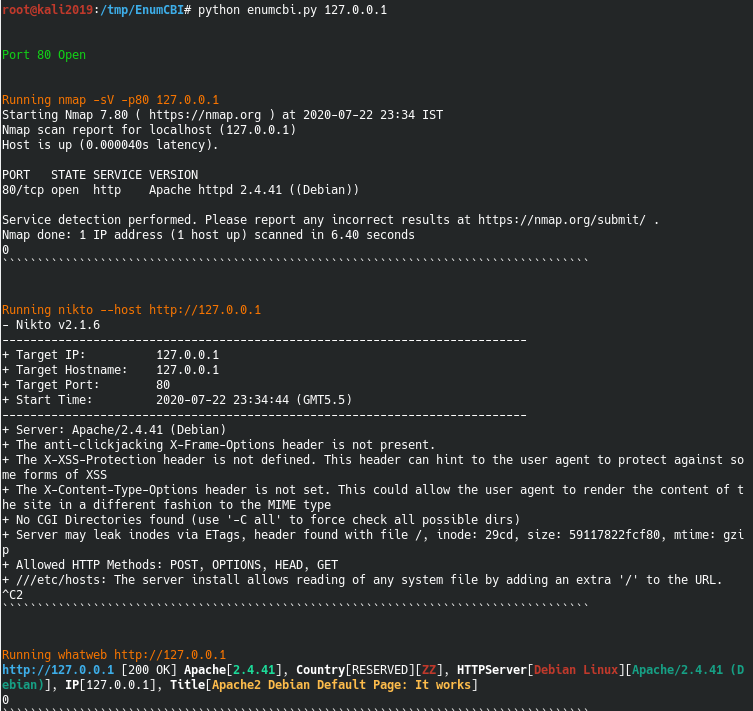 root@kali2019:/tmp/EnumCBI# python enumcbi.py 127.0.0.1
Port 80 Open
Running nmap -sV -p80 127.0.0.1
Starting Nmap 7.80 ( https://nmap.org ) at 2020-07-22 23:34 IST
Nmap scan report for localhost (127.0.0.1)
Host is up (0.000040s latency).
PORT   STATE SERVICE VERSION
80/tcp open  http    Apache httpd 2.4.41 ((Debian))
Service detection performed. Please report any incorrect results at https://nmap.org/submit/ .
Nmap done: 1 IP address (1 host up) scanned in 6.40 seconds
0
````````````````````````````````````````````````````````````````````````````````````
Running nikto --host http://127.0.0.1
- Nikto v2.1.6
---------------------------------------------------------------------------
+ Target IP:          127.0.0.1
+ Target Hostname:    127.0.0.1
+ Target Port:        80
+ Start Time:         2020-07-22 23:34:44 (GMT5.5)
---------------------------------------------------------------------------
+ Server: Apache/2.4.41 (Debian)
+ The anti-clickjacking X-Frame-Options header is not present.
+ The X-XSS-Protection header is not defined. This header can hint to the user agent to protect against so
me forms of XSS
+ The X-Content-Type-Options header is not set. This could allow the user agent to render the content of t
he site in a different fashion to the MIME type
+ No CGI Directories found (use '-C all' to force check all possible dirs)
+ Server may leak inodes via ETags, header found with file /, inode: 29cd, size: 59117822fcf80, mtime: gzi
p
+ Allowed HTTP Methods: POST, OPTIONS, HEAD, GET
+ ///etc/hosts: The server install allows reading of any system file by adding an extra '/' to the URL.
^C2
````````````````````````````````````````````````````````````````````````````````````
Running whatweb http://127.0.0.1
http://127.0.0.1 [200 OK] Apache[2.4.41], Country[RESERVED][ZZ], HTTPServer[Debian Linux][Apache/2.4.41 (D
ebian)], IP[127.0.0.1], Title[Apache2 Debian Default Page: It works]
0
````````````````````````````````````````````````````````````````````````````````````